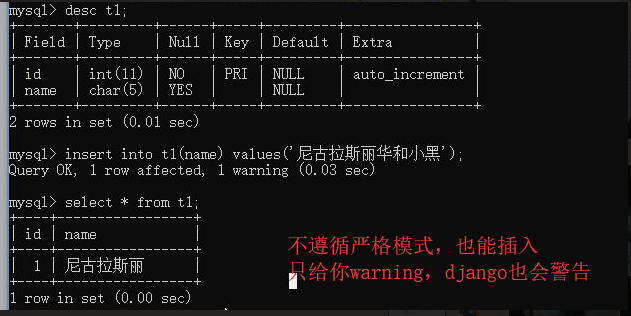 mysql> desc t1;
+-------+---------+------+-----+---------+----------------+
| Field | Type | Null | Key | Default | Extra |
+-------+---------+------+-----+---------+----------------+
| id | int(11) | NO | PRI | NULL | auto_increment |
| name | char(5) | YES | | NULL | |
+-------+---------+------+-----+---------+----------------+
2 rows in set (0.01 sec)
mysql> insert into t1(name) values('尼古拉斯丽华和小黑');
Query OK, 1 row affected, 1 warning (0.03 sec)
mysql> select * from t1;
+----+-----------------+
| id | name |
+----+-----------------+
| 1 | 尼古拉斯丽 |
+----+-----------------+
1 row in set (0.00 sec)
不遵循严格模式，也能插入
只给你warning，django也会警告